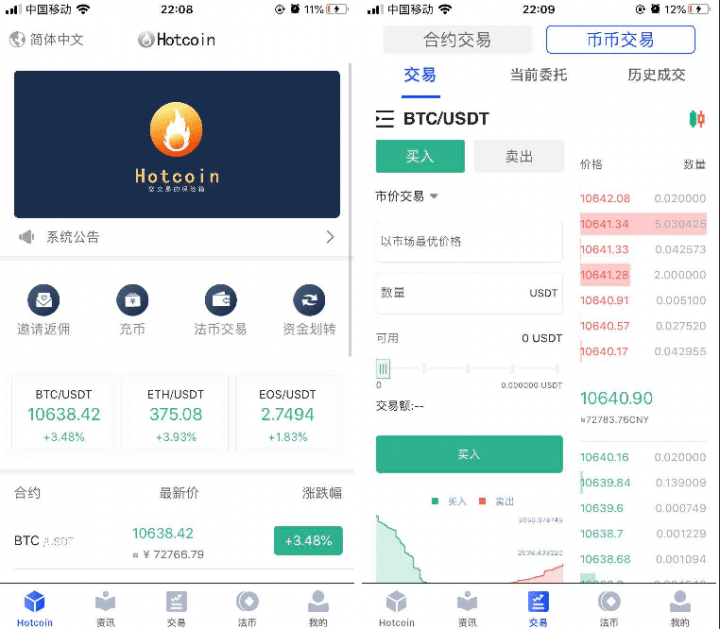 中国移动
22:08
11%
简体中文
Hotcoin
Hotcoin
您交易的保险箱
系统公告
邀请返佣
充币
法币交易
资金划转
BTC/USDT
10638.42
+3.48%
ETH/USDT
375.08
+3.93%
EOS/USDT
2.7494
+1.83%
合约
最新价
涨跌幅
BTC /USDT
10638.42
+3.48%
≈ ¥ 72766.79
Hotcoin
资讯
交易
法币
我的
中国移动
22:09
12%
合约交易
币币交易
交易
当前委托
历史成交
BTC/USDT
买入
卖出
市价交易
以市场最优价格
数量
USDT
可用
0 USDT
0
0.000000 USDT
交易额:--
买入
买入
卖出
价格
数量
10642.08 0.020000
10641.34 5.030425
10641.33 0.042573
10641.28 2.000000
10640.91 0.005100
10640.57 0.027520
10640.17 0.042955
10640.90
≈72783.76CNY
10640.16 0.020000
10639.84 0.139009
10639.6 0.000749
10638.7 0.001229
10638.68 0.001094
Hotcoin
资讯
交易
法币
我的